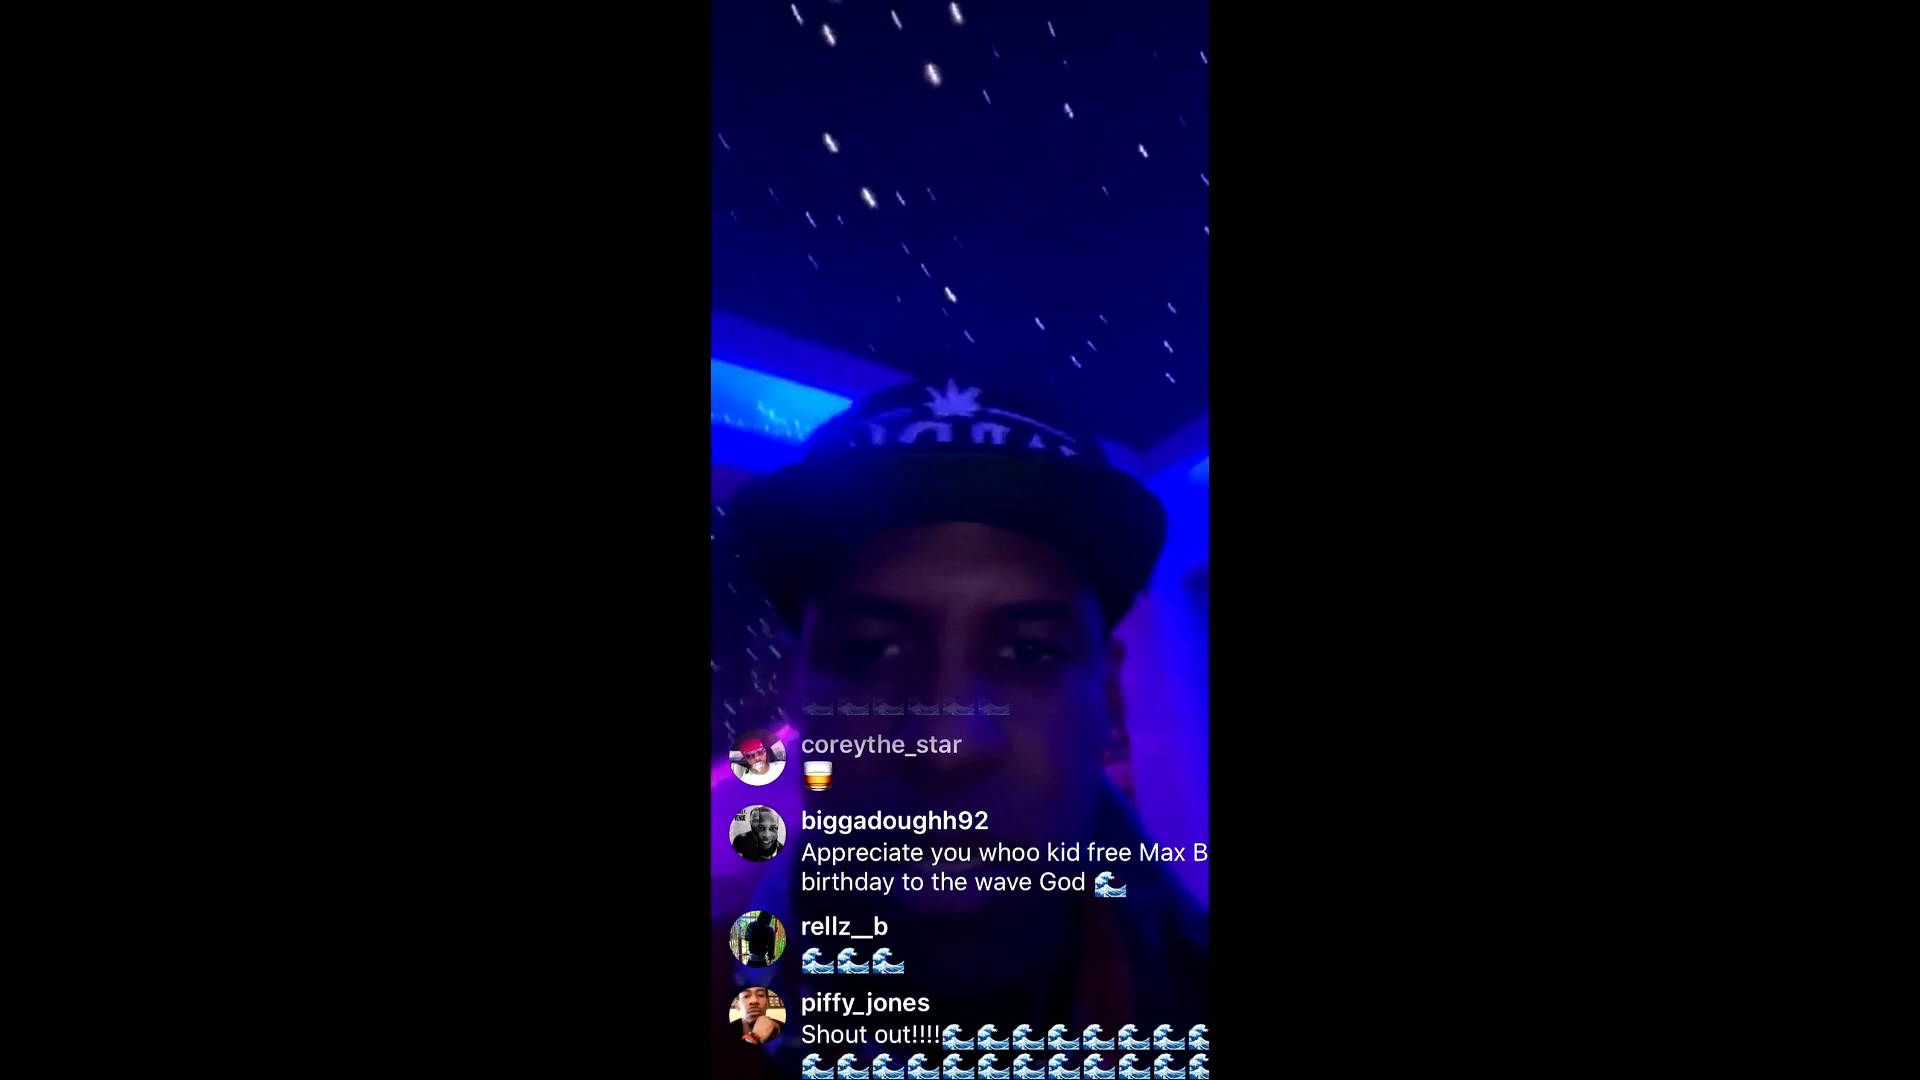 coreythe_star
🥃
biggadoughh92
Appreciate you whoo kid free Max B
birthday to the wave God 🌊
rellz__b
🌊🌊🌊
piffy_jones
Shout out!!!!🌊🌊🌊🌊🌊🌊🌊🌊
🌊🌊🌊🌊🌊🌊🌊🌊🌊🌊🌊🌊